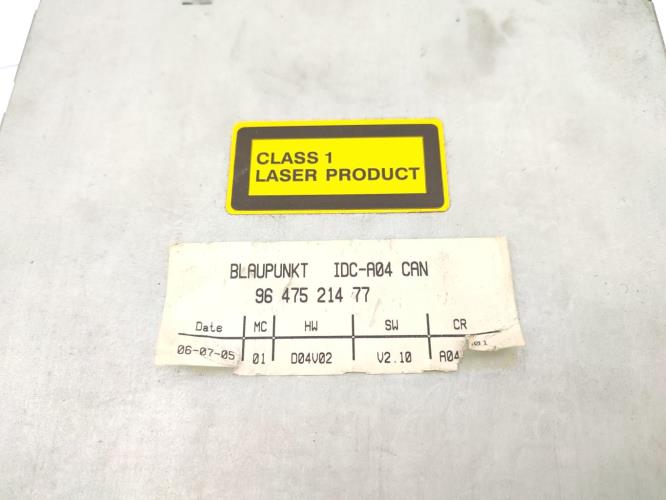 CLASS 1
LASER PRODUCT
BLAUPUNKT IDC-A04 CAN
96 475 214 77
Date MC HW SW CR
06-07-05 01 D04V02 V2.10 A04